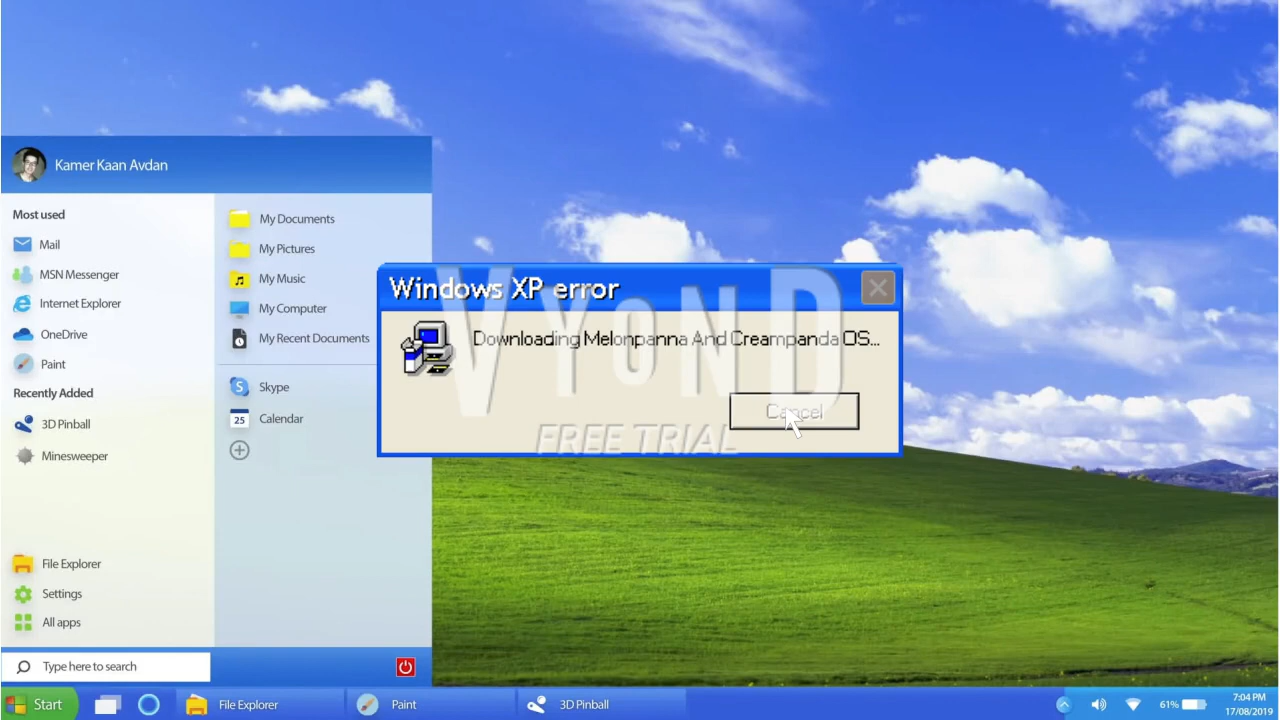 Kamer Kaan Avdan
Most used
Mail
MSN Messenger
Internet Explorer
OneDrive
Paint
Recently Added
3D Pinball
Minesweeper
File Explorer
Settings
All apps
Type here to search
My Documents
My Pictures
My Music
My Computer
My Recent Documents
Skype
25 Calendar
Windows XP error
Downloading Melonpanna And Creampanda OS...
Cancel
VYOND
FREE TRIAL
Start
File Explorer
Paint
3D Pinball
61%
7:04 PM
17/08/2019